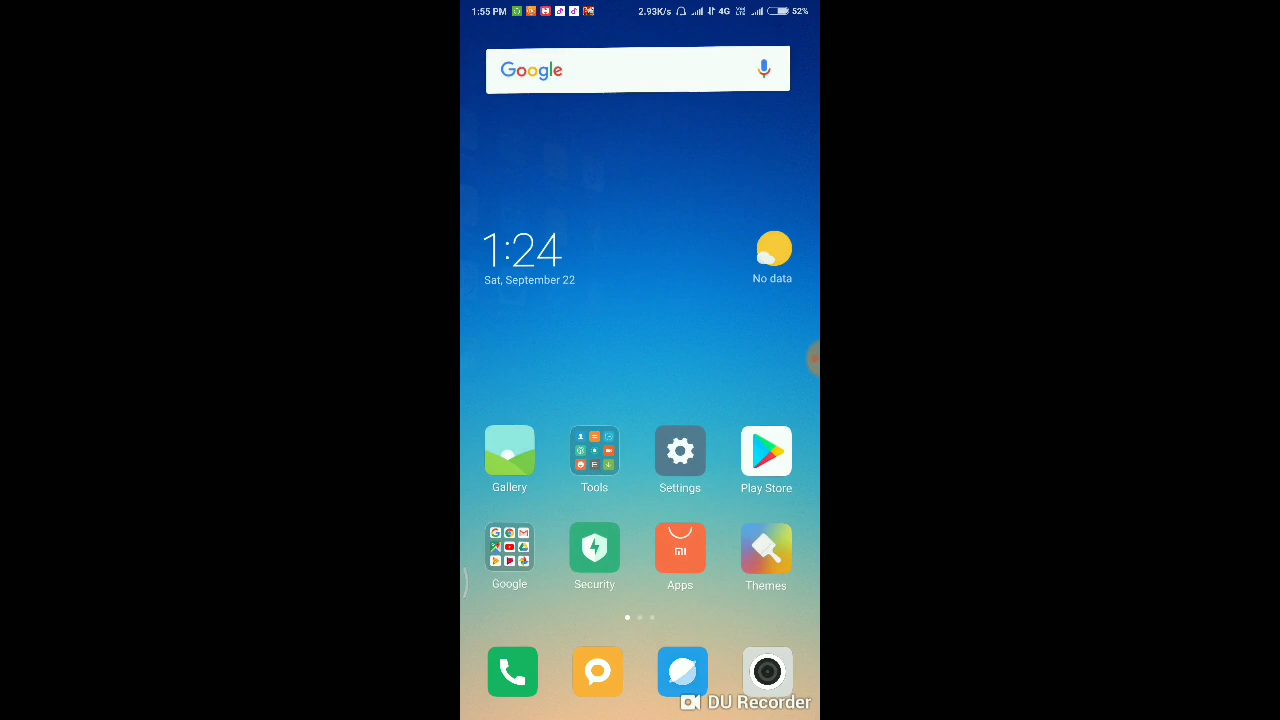 1:55 PM 2.93K/s 4G 52%
Google
1:24
Sat, September 22
No data
Gallery Tools Settings Play Store
Google Security Apps Themes
DU Recorder